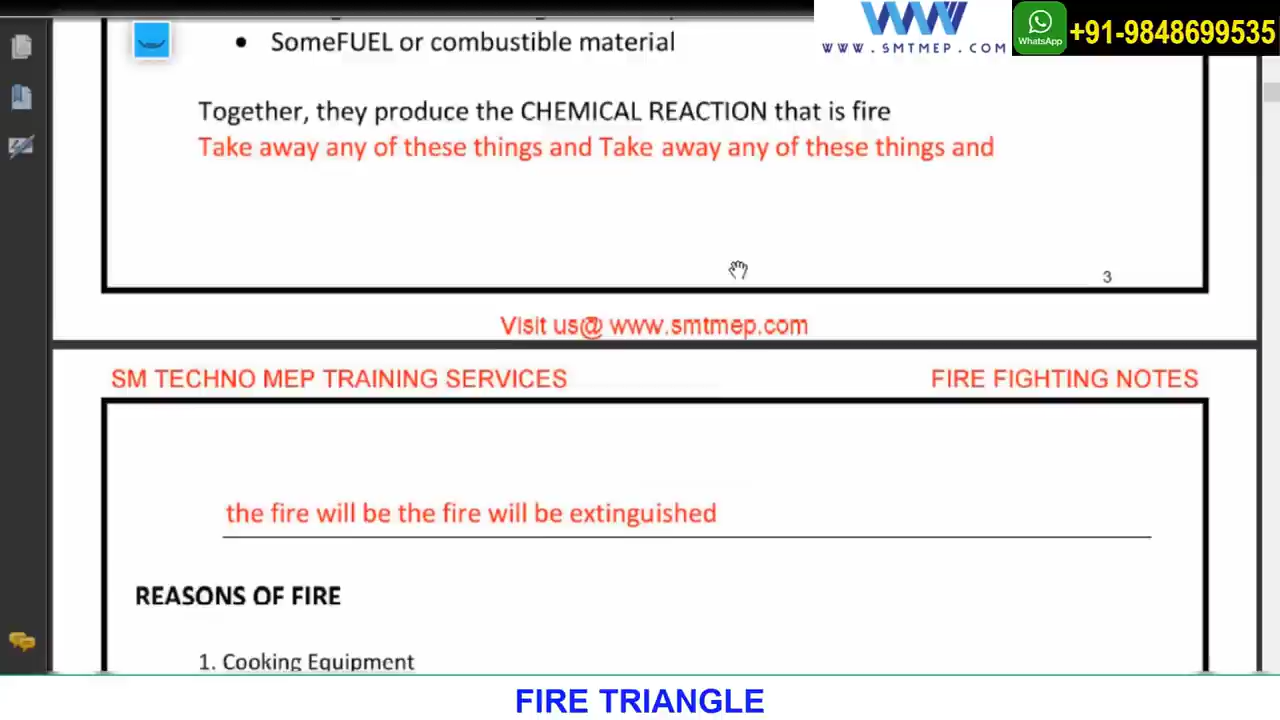 WWW.SMTMEP.COM
WhatsApp
+91-9848699535
• SomeFUEL or combustible material
Together, they produce the CHEMICAL REACTION that is fire
Take away any of these things and Take away any of these things and
3
Visit us@ www.smtmep.com
SM TECHNO MEP TRAINING SERVICES
FIRE FIGHTING NOTES
the fire will be the fire will be extinguished
REASONS OF FIRE
1. Cooking Equipment
FIRE TRIANGLE